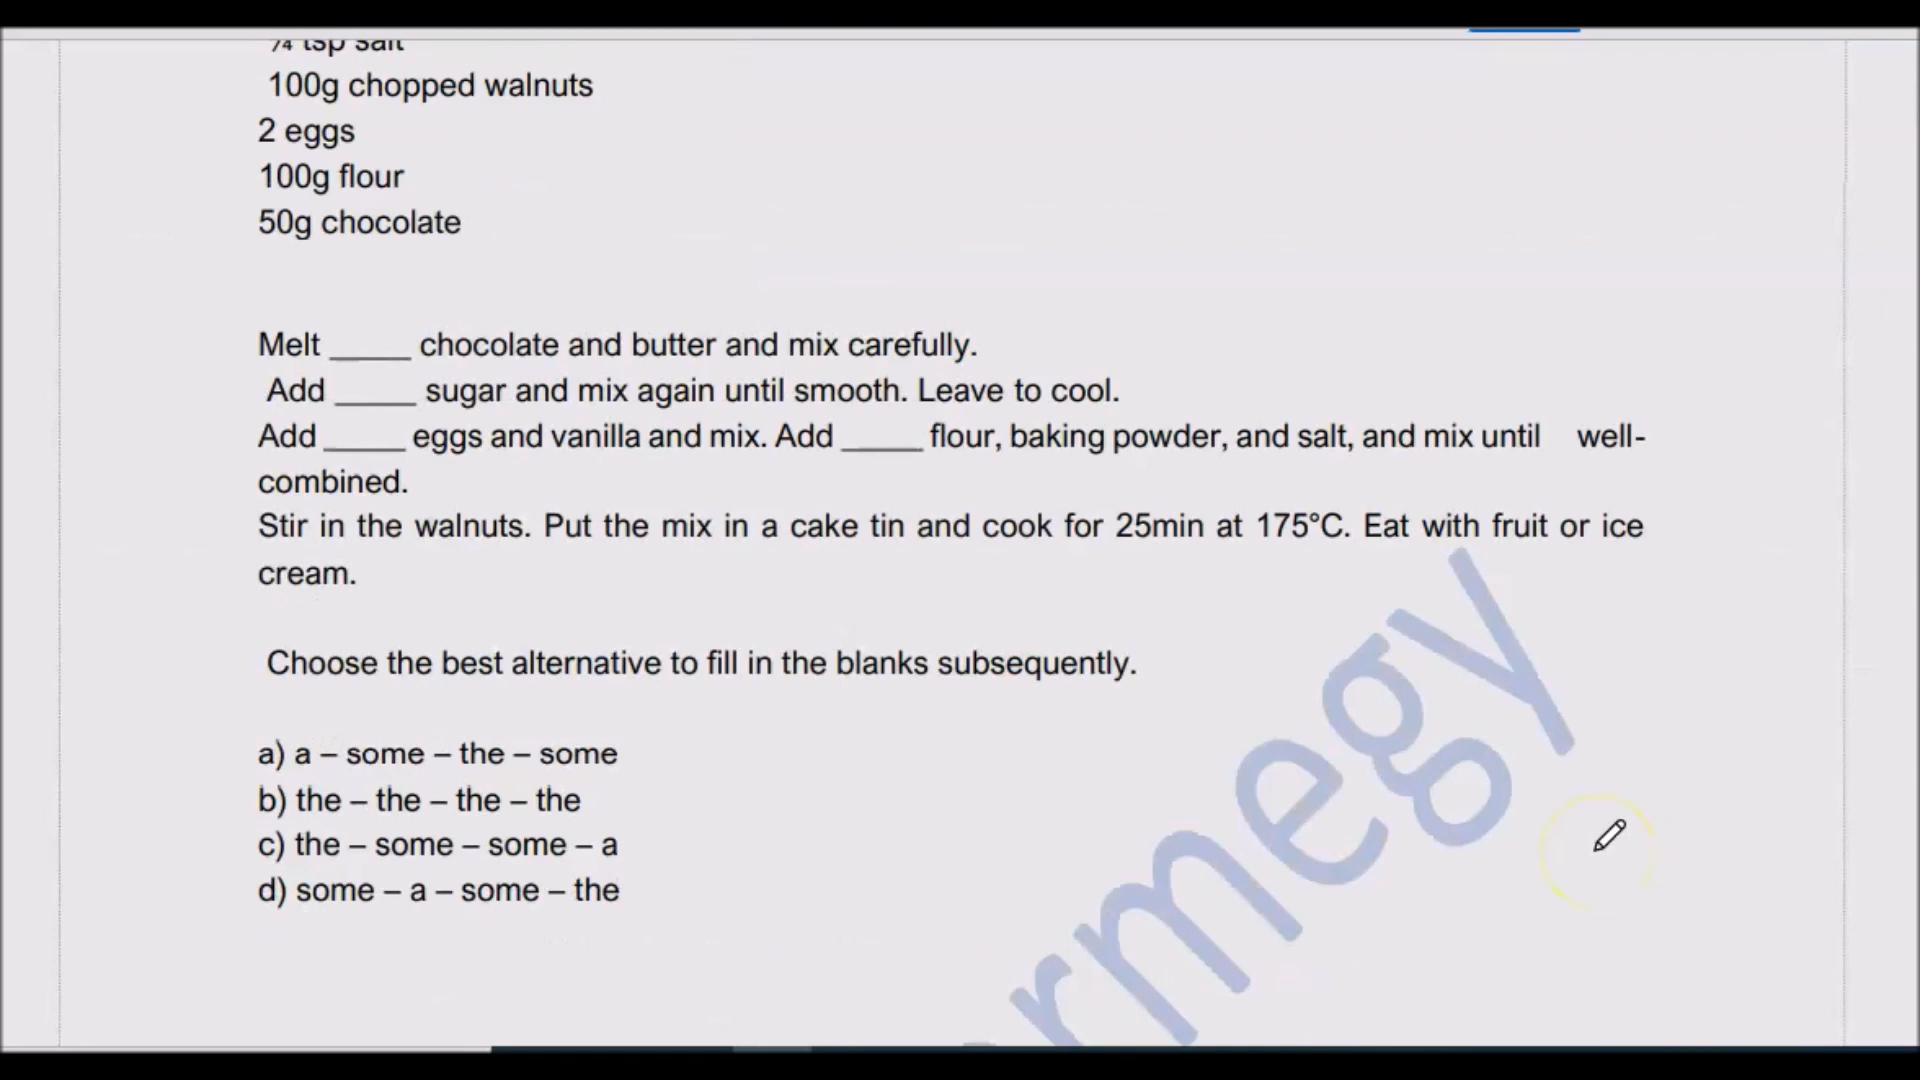 ¼ tsp salt
100g chopped walnuts
2 eggs
100g flour
50g chocolate
Melt _____ chocolate and butter and mix carefully.
Add _____ sugar and mix again until smooth. Leave to cool.
Add _____ eggs and vanilla and mix. Add _____ flour, baking powder, and salt, and mix until well-
combined.
Stir in the walnuts. Put the mix in a cake tin and cook for 25min at 175°C. Eat with fruit or ice
cream.
Choose the best alternative to fill in the blanks subsequently.
a) a – some – the – some
b) the – the – the – the
c) the – some – some – a
d) some – a – some – the
rmegy